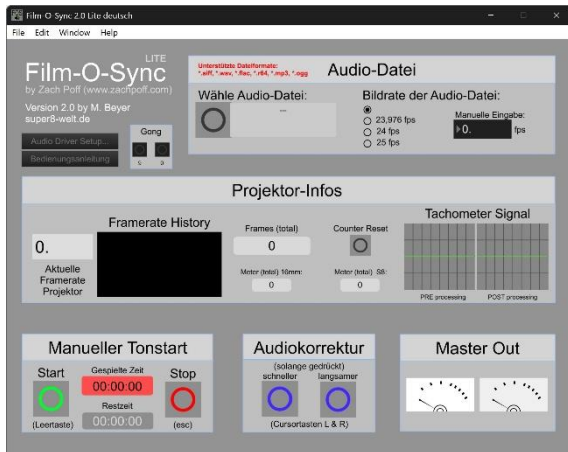 Film-O-Sync 2.0 Lite deutsch
File Edit Window Help
LITE
Film-O-Sync
by Zach Poff (www.zachpoff.com)
Version 2.0 by M. Beyer
super8-welt.de
Audio Driver Setup...
Bedienungsanleitung
Gong
5 8
Unterstützte Dateiformate:
*.aiff, *.wav, *.flac, *.r64, *.mp3, *.ogg
Audio-Datei
Wähle Audio-Datei:
---
Bildrate der Audio-Datei:
23,976 fps
24 fps
25 fps
Manuelle Eingabe:
0. fps
Projektor-Infos
0.
Aktuelle
Framerate
Projektor
Framerate History
Frames (total)
0
Counter Reset
Meter (total) 16mm:
0
Meter (total) S8:
0
Tachometer Signal
PRE processing POST processing
Manueller Tonstart
Start
(Leertaste)
Gespielte Zeit
00:00:00
Restzeit
00:00:00
Stop
(esc)
Audiokorrektur
(solange gedrückt)
schneller langsamer
(Cursortasten L & R)
Master Out